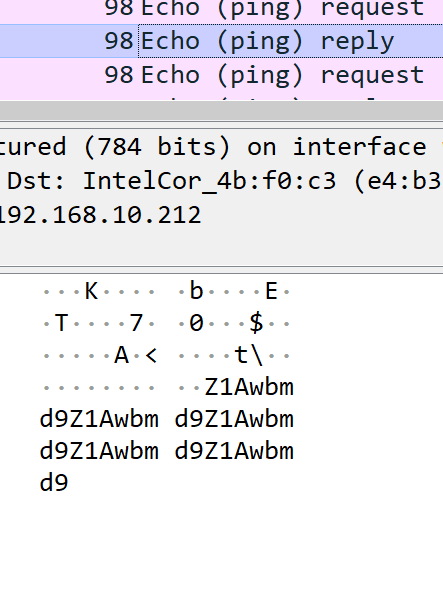 98 Echo (ping) request
98 Echo (ping) reply
98 Echo (ping) request
tured (784 bits) on interface
Dst: IntelCor_4b:f0:c3 (e4:b3
192.168.10.212
···K···· ·b····E·
·T····7· ·0···$··
·····A·< ····t\··
········ ··Z1Awbm
d9Z1Awbm d9Z1Awbm
d9Z1Awbm d9Z1Awbm
d9